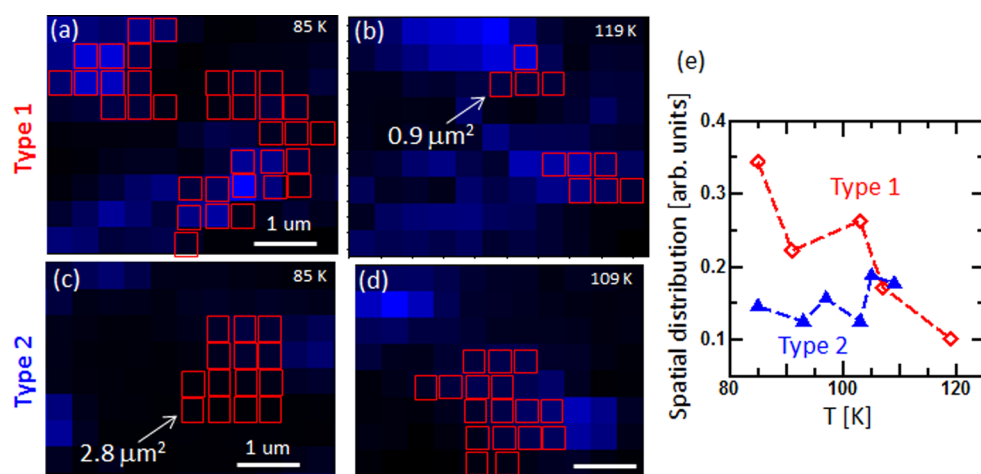 (a)
85 K
(b)
119 K
(e)
Type 1
0.9 μm²
1 um
(c)
85 K
(d)
109 K
Type 2
2.8 μm²
1 um
Spatial distribution [arb. units]
0.4
0.3
0.2
0.1
Type 1
Type 2
80
100
120
T [K]